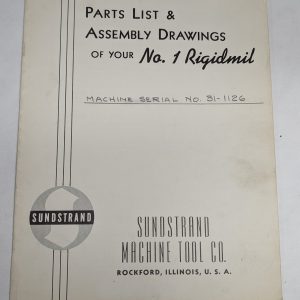 PARTS LIST &
ASSEMBLY DRAWINGS
OF YOUR No. 1 Rigidmil
MACHINE SERIAL NO. 31-1126
SUNDSTRAND
SUNDSTRAND
MACHINE TOOL CO.
ROCKFORD, ILLINOIS, U. S. A.